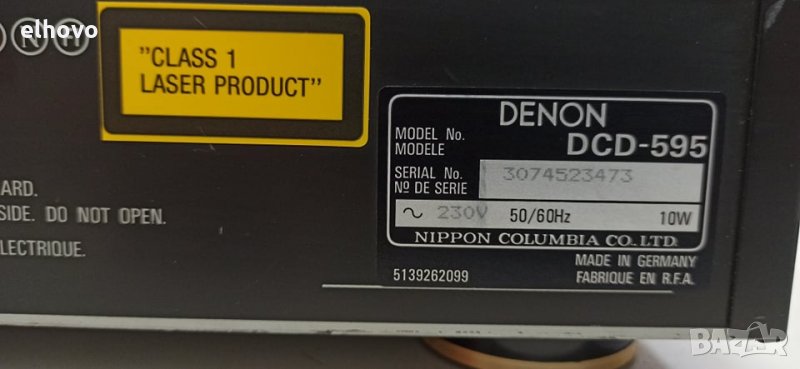 elhovo
"CLASS 1
LASER PRODUCT"
DENON
MODEL No.
MODELE
DCD-595
SERIAL No.
Nº DE SERIE
3074523473
~ 230V 50/60Hz 10W
NIPPON COLUMBIA CO. LTD.
5139262099
MADE IN GERMANY
FABRIQUE EN R.F.A.
ARD.
SIDE. DO NOT OPEN.
LECTRIQUE.
BAZAR